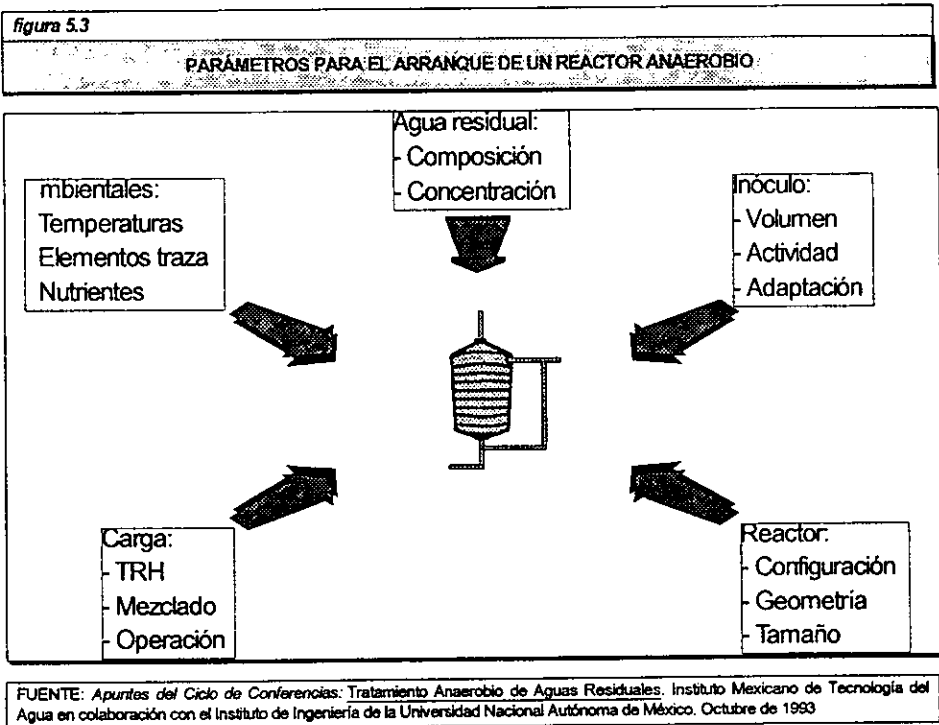 figura 5.3
PARÁMETROS PARA EL ARRANQUE DE UN REACTOR ANAEROBIO
Agua residual:
- Composición
- Concentración
mbientales:
Temperaturas
Elementos traza
Nutrientes
Inóculo:
- Volumen
- Actividad
- Adaptación
Carga:
- TRH
- Mezclado
- Operación
Reactor:
- Configuración
- Geometría
- Tamaño
FUENTE: Apuntes del Ciclo de Conferencias: Tratamiento Anaerobio de Aguas Residuales. Instituto Mexicano de Tecnología del
Agua en colaboración con el Instituto de Ingeniería de la Universidad Nacional Autónoma de México. Octubre de 1993